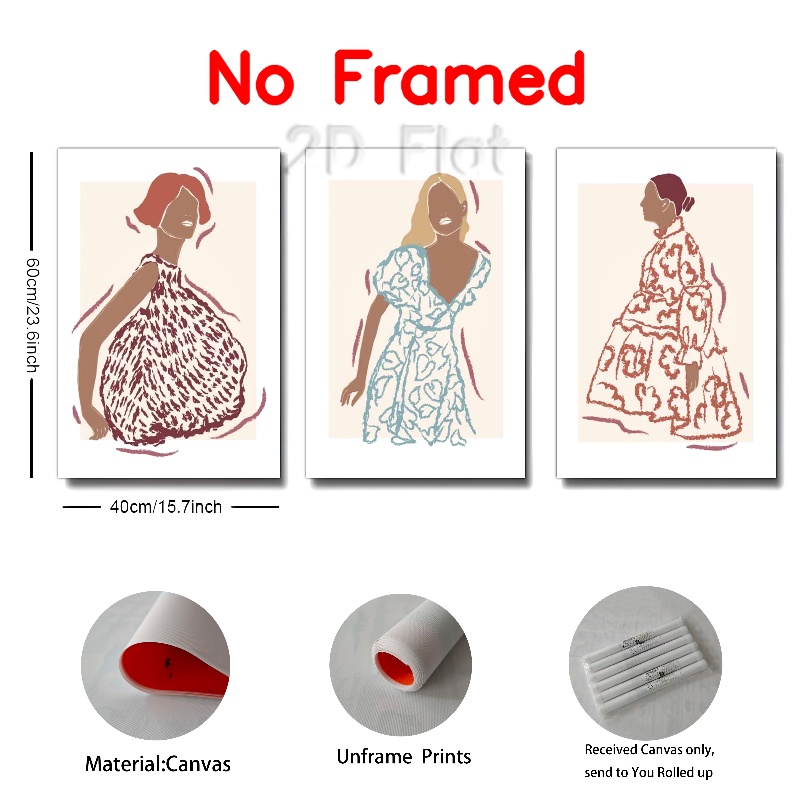 No Framed
2D Flat
60cm/23.6inch
40cm/15.7inch
Material:Canvas
Unframe Prints
Received Canvas only,
send to You Rolled up